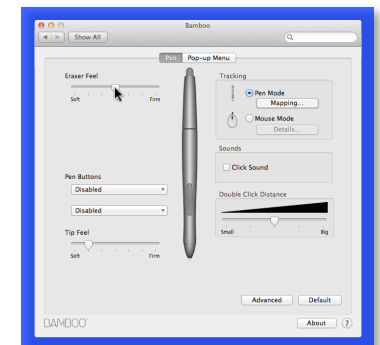 Bamboo
Show All
Pen
Pop-up Menu
Eraser Feel
Soft
Firm
Pen Buttons
Disabled
Disabled
Tip Feel
Soft
Firm
Tracking
Pen Mode
Mapping...
Mouse Mode
Details...
Sounds
Click Sound
Double Click Distance
Small
Big
Advanced
Default
BAMBOO™
About
?